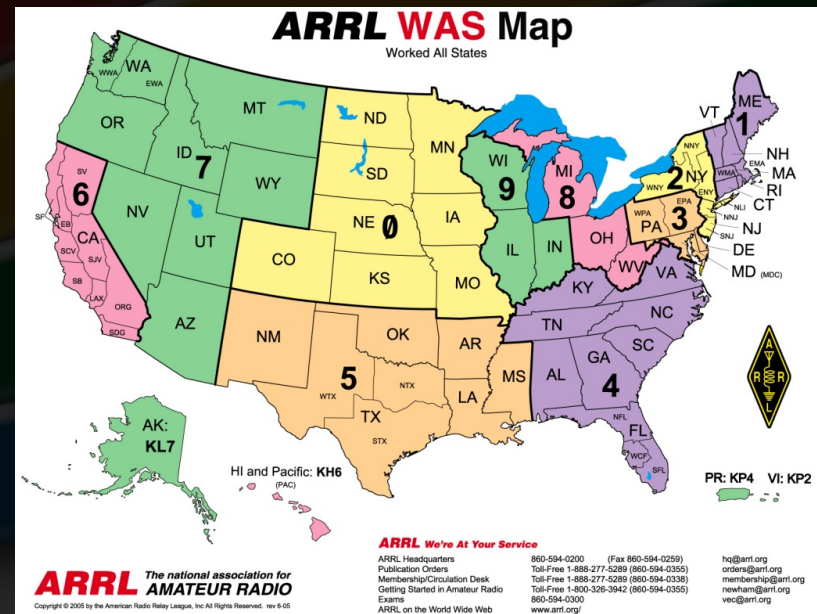 ARRL WAS Map
Worked All States
WA
WWA
EWA
OR
MT
ID
7
WY
NV
UT
AZ
6
SV
SF
EB
CA
SCV
SJV
SB
LAX
ORG
SDG
ND
SD
MN
NE
0
IA
CO
KS
MO
NM
OK
AR
5
WTX
NTX
TX
STX
LA
MS
WI
9
IL
IN
MI
8
OH
WV
KY
VA
TN
NC
SC
AL
GA
4
NFL
FL
WCF
SFL
VT
ME
1
NH
EMA
MA
WMA
RI
CT
NNY
2
NY
WNY
ENY
NLI
NNJ
NJ
SNJ
3
EPA
WPA
PA
DE
MD (MDC)
AK:
KL7
HI and Pacific: KH6
(PAC)
A
R R
L
PR: KP4 VI: KP2
ARRL The national association for
AMATEUR RADIO
Copyright © 2005 by the American Radio Relay League, Inc All Rights Reserved. rev 6-05
ARRL We're At Your Service
ARRL Headquarters 860-594-0200 (Fax 860-594-0259) hq@arrl.org
Publication Orders Toll-Free 1-888-277-5289 (860-594-0355) orders@arrl.org
Membership/Circulation Desk Toll-Free 1-888-277-5289 (860-594-0338) membership@arrl.org
Getting Started in Amateur Radio Toll-Free 1-800-326-3942 (860-594-0355) newham@arrl.org
Exams 860-594-0300 vec@arrl.org
ARRL on the World Wide Web www.arrl.org/